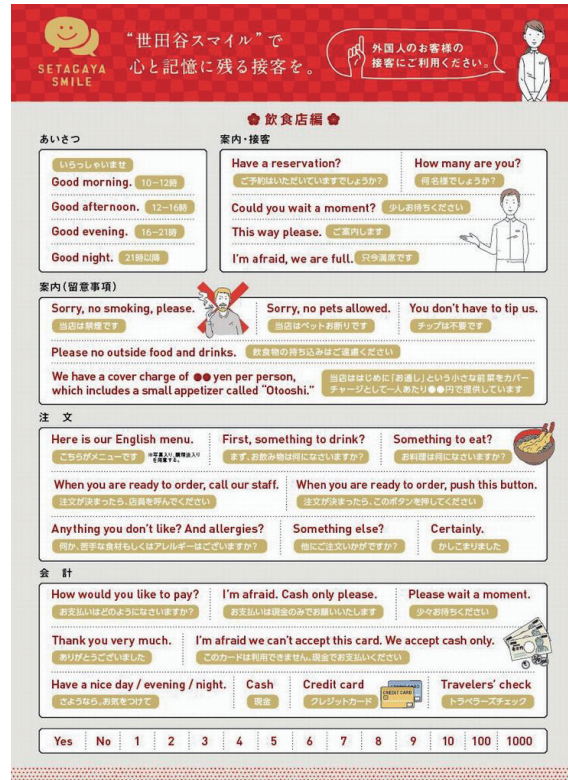 SETAGAYA
SMILE
“世田谷スマイル”で
心と記憶に残る接客を。
外国人のお客様の
接客にご利用ください。
飲食店編
あいさつ
いらっしゃいませ
Good morning. 10−12時
Good afternoon. 12−16時
Good evening. 16−21時
Good night. 21時以降
案内・接客
Have a reservation?
ご予約はいただいていますでしょうか?
How many are you?
何名様でしょうか?
Could you wait a moment? 少しお待ちください
This way please. ご案内します
I'm afraid, we are full. 只今満席です
案内(留意事項)
Sorry, no smoking, please.
当店は禁煙です
Sorry, no pets allowed.
当店はペットお断りです
You don't have to tip us.
チップは不要です
Please no outside food and drinks. 飲食物の持ち込みはご遠慮ください
We have a cover charge of ●● yen per person,
which includes a small appetizer called “Otooshi.”
当店ははじめに「お通し」という小さな前菜をカバー
チャージとして一人あたり●●円で提供しています
注 文
Here is our English menu.
こちらがメニューです
※写真入り、調理法入り
を用意する。
First, something to drink?
まず、お飲み物は何になさいますか?
Something to eat?
お料理は何になさいますか?
When you are ready to order, call our staff.
注文が決まったら、店員を呼んでください
When you are ready to order, push this button.
注文が決まったら、このボタンを押してください
Anything you don't like? And allergies?
何か、苦手な食材もしくはアレルギーはございますか?
Something else?
他にご注文いかがですか?
Certainly.
かしこまりました
会 計
How would you like to pay?
お支払いはどのようになさいますか?
I'm afraid. Cash only please.
お支払いは現金のみでお願いいたします
Please wait a moment.
少々お待ちください
Thank you very much.
ありがとうございました
I'm afraid we can't accept this card. We accept cash only.
このカードは利用できません。現金でお支払いください
Have a nice day / evening / night.
さようなら、お気をつけて
Cash
現金
Credit card
クレジットカード
CREDIT CARD
Travelers' check
トラベラーズチェック
Yes No 1 2 3 4 5 6 7 8 9 10 100 1000